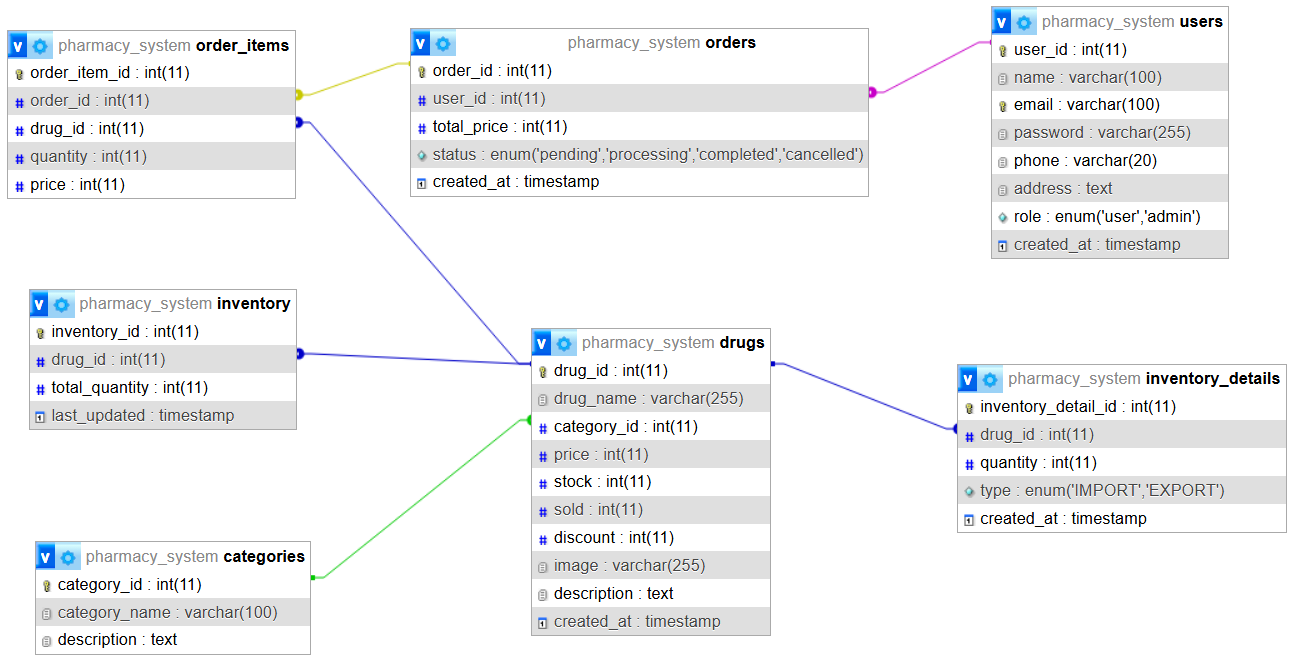 v pharmacy_system order_items
order_item_id : int(11)
# order_id : int(11)
# drug_id : int(11)
# quantity : int(11)
# price : int(11)
v pharmacy_system orders
order_id : int(11)
# user_id : int(11)
# total_price : int(11)
status : enum('pending','processing','completed','cancelled')
created_at : timestamp
v pharmacy_system users
user_id : int(11)
name : varchar(100)
email : varchar(100)
password : varchar(255)
phone : varchar(20)
address : text
role : enum('user','admin')
created_at : timestamp
v pharmacy_system inventory
inventory_id : int(11)
# drug_id : int(11)
# total_quantity : int(11)
last_updated : timestamp
v pharmacy_system drugs
drug_id : int(11)
drug_name : varchar(255)
# category_id : int(11)
# price : int(11)
# stock : int(11)
# sold : int(11)
# discount : int(11)
image : varchar(255)
description : text
created_at : timestamp
v pharmacy_system inventory_details
inventory_detail_id : int(11)
# drug_id : int(11)
# quantity : int(11)
type : enum('IMPORT','EXPORT')
created_at : timestamp
v pharmacy_system categories
category_id : int(11)
category_name : varchar(100)
description : text